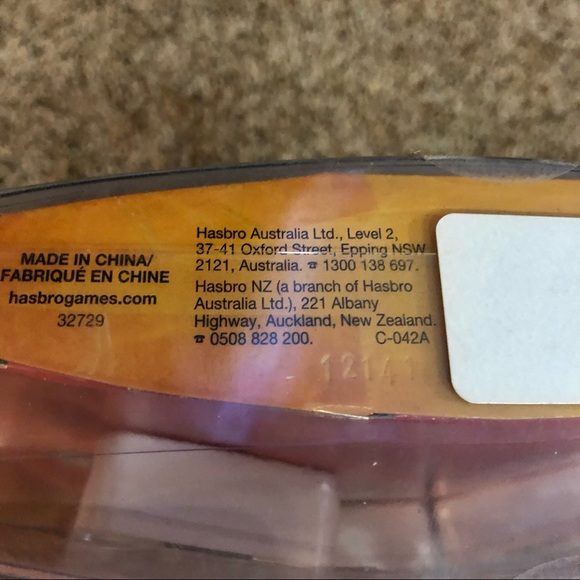 MADE IN CHINA/
FABRIQUÉ EN CHINE
hasbrogames.com
32729
Hasbro Australia Ltd., Level 2,
37-41 Oxford Street, Epping NSW
2121, Australia. ☎ 1300 138 697.
Hasbro NZ (a branch of Hasbro
Australia Ltd.), 221 Albany
Highway, Auckland, New Zealand.
☎ 0508 828 200. C-042A
12141